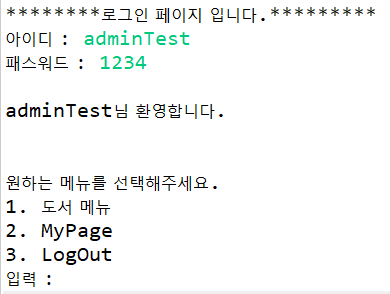 ********로그인 페이지 입니다.*********
아이디 : adminTest
패스워드 : 1234
adminTest님 환영합니다.
원하는 메뉴를 선택해주세요.
1. 도서 메뉴
2. MyPage
3. LogOut
입력 :